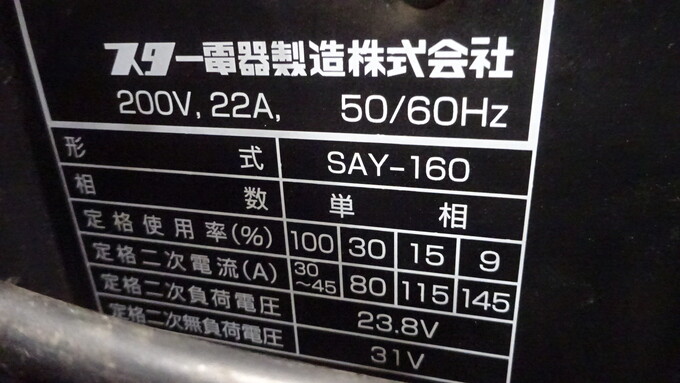 スター電器製造株式会社
200V, 22A, 50/60Hz
形式 SAY-160
相数 単相
定格使用率(%) 100 30 15 9
定格二次電流(A) 30～45 80 115 145
定格二次負荷電圧 23.8V
定格二次無負荷電圧 31V